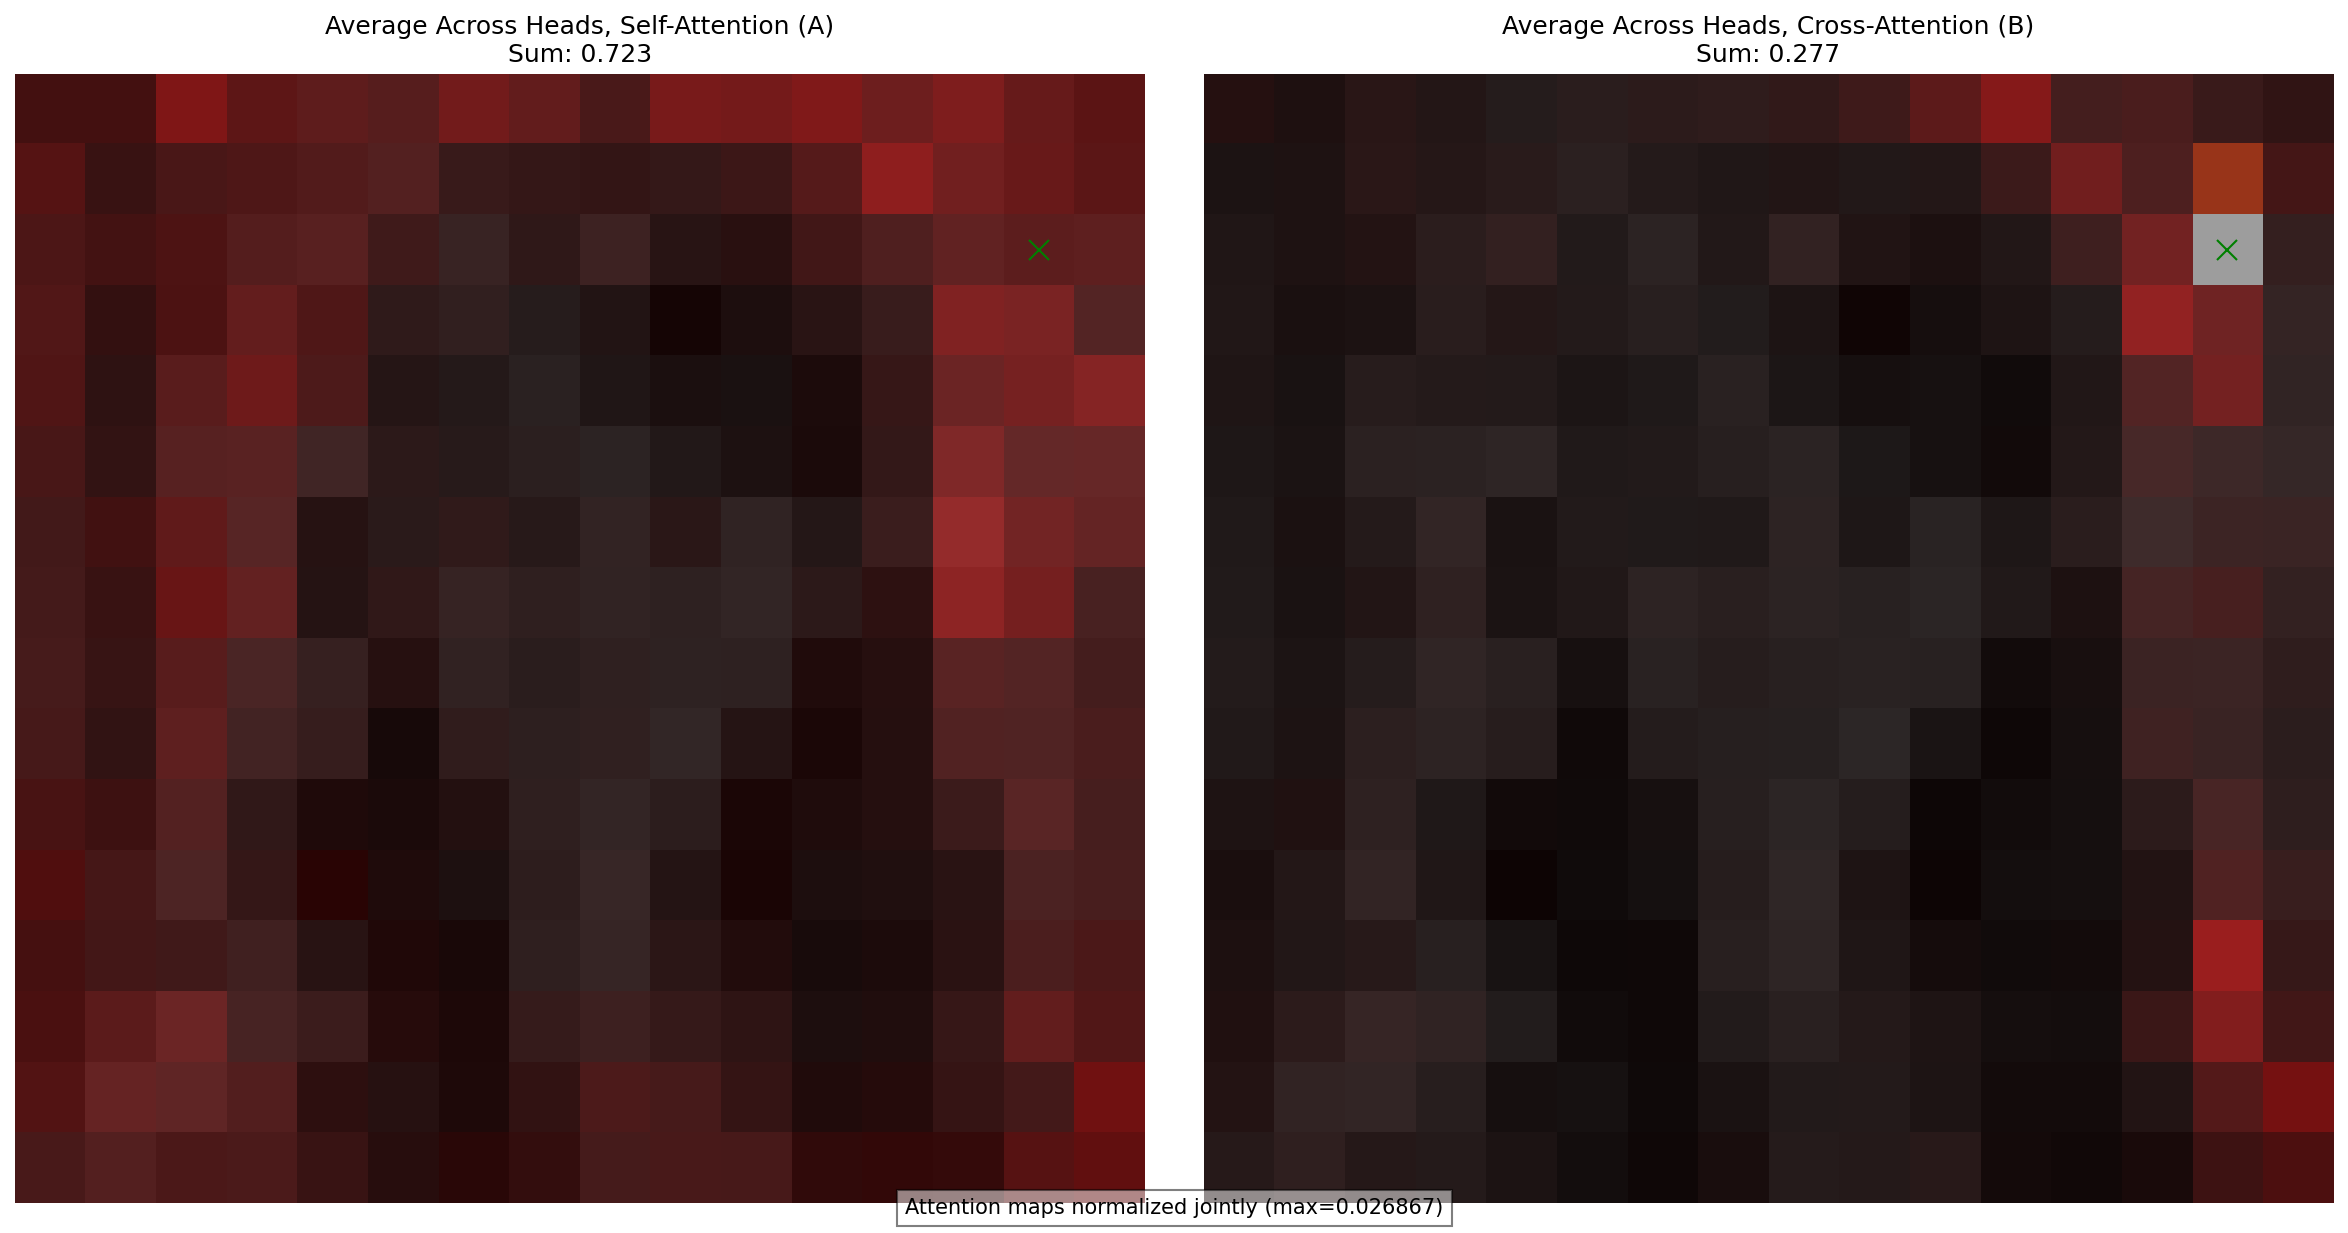 Average Across Heads, Self-Attention (A)
Sum: 0.723
Average Across Heads, Cross-Attention (B)
Sum: 0.277
Attention maps normalized jointly (max=0.026867)